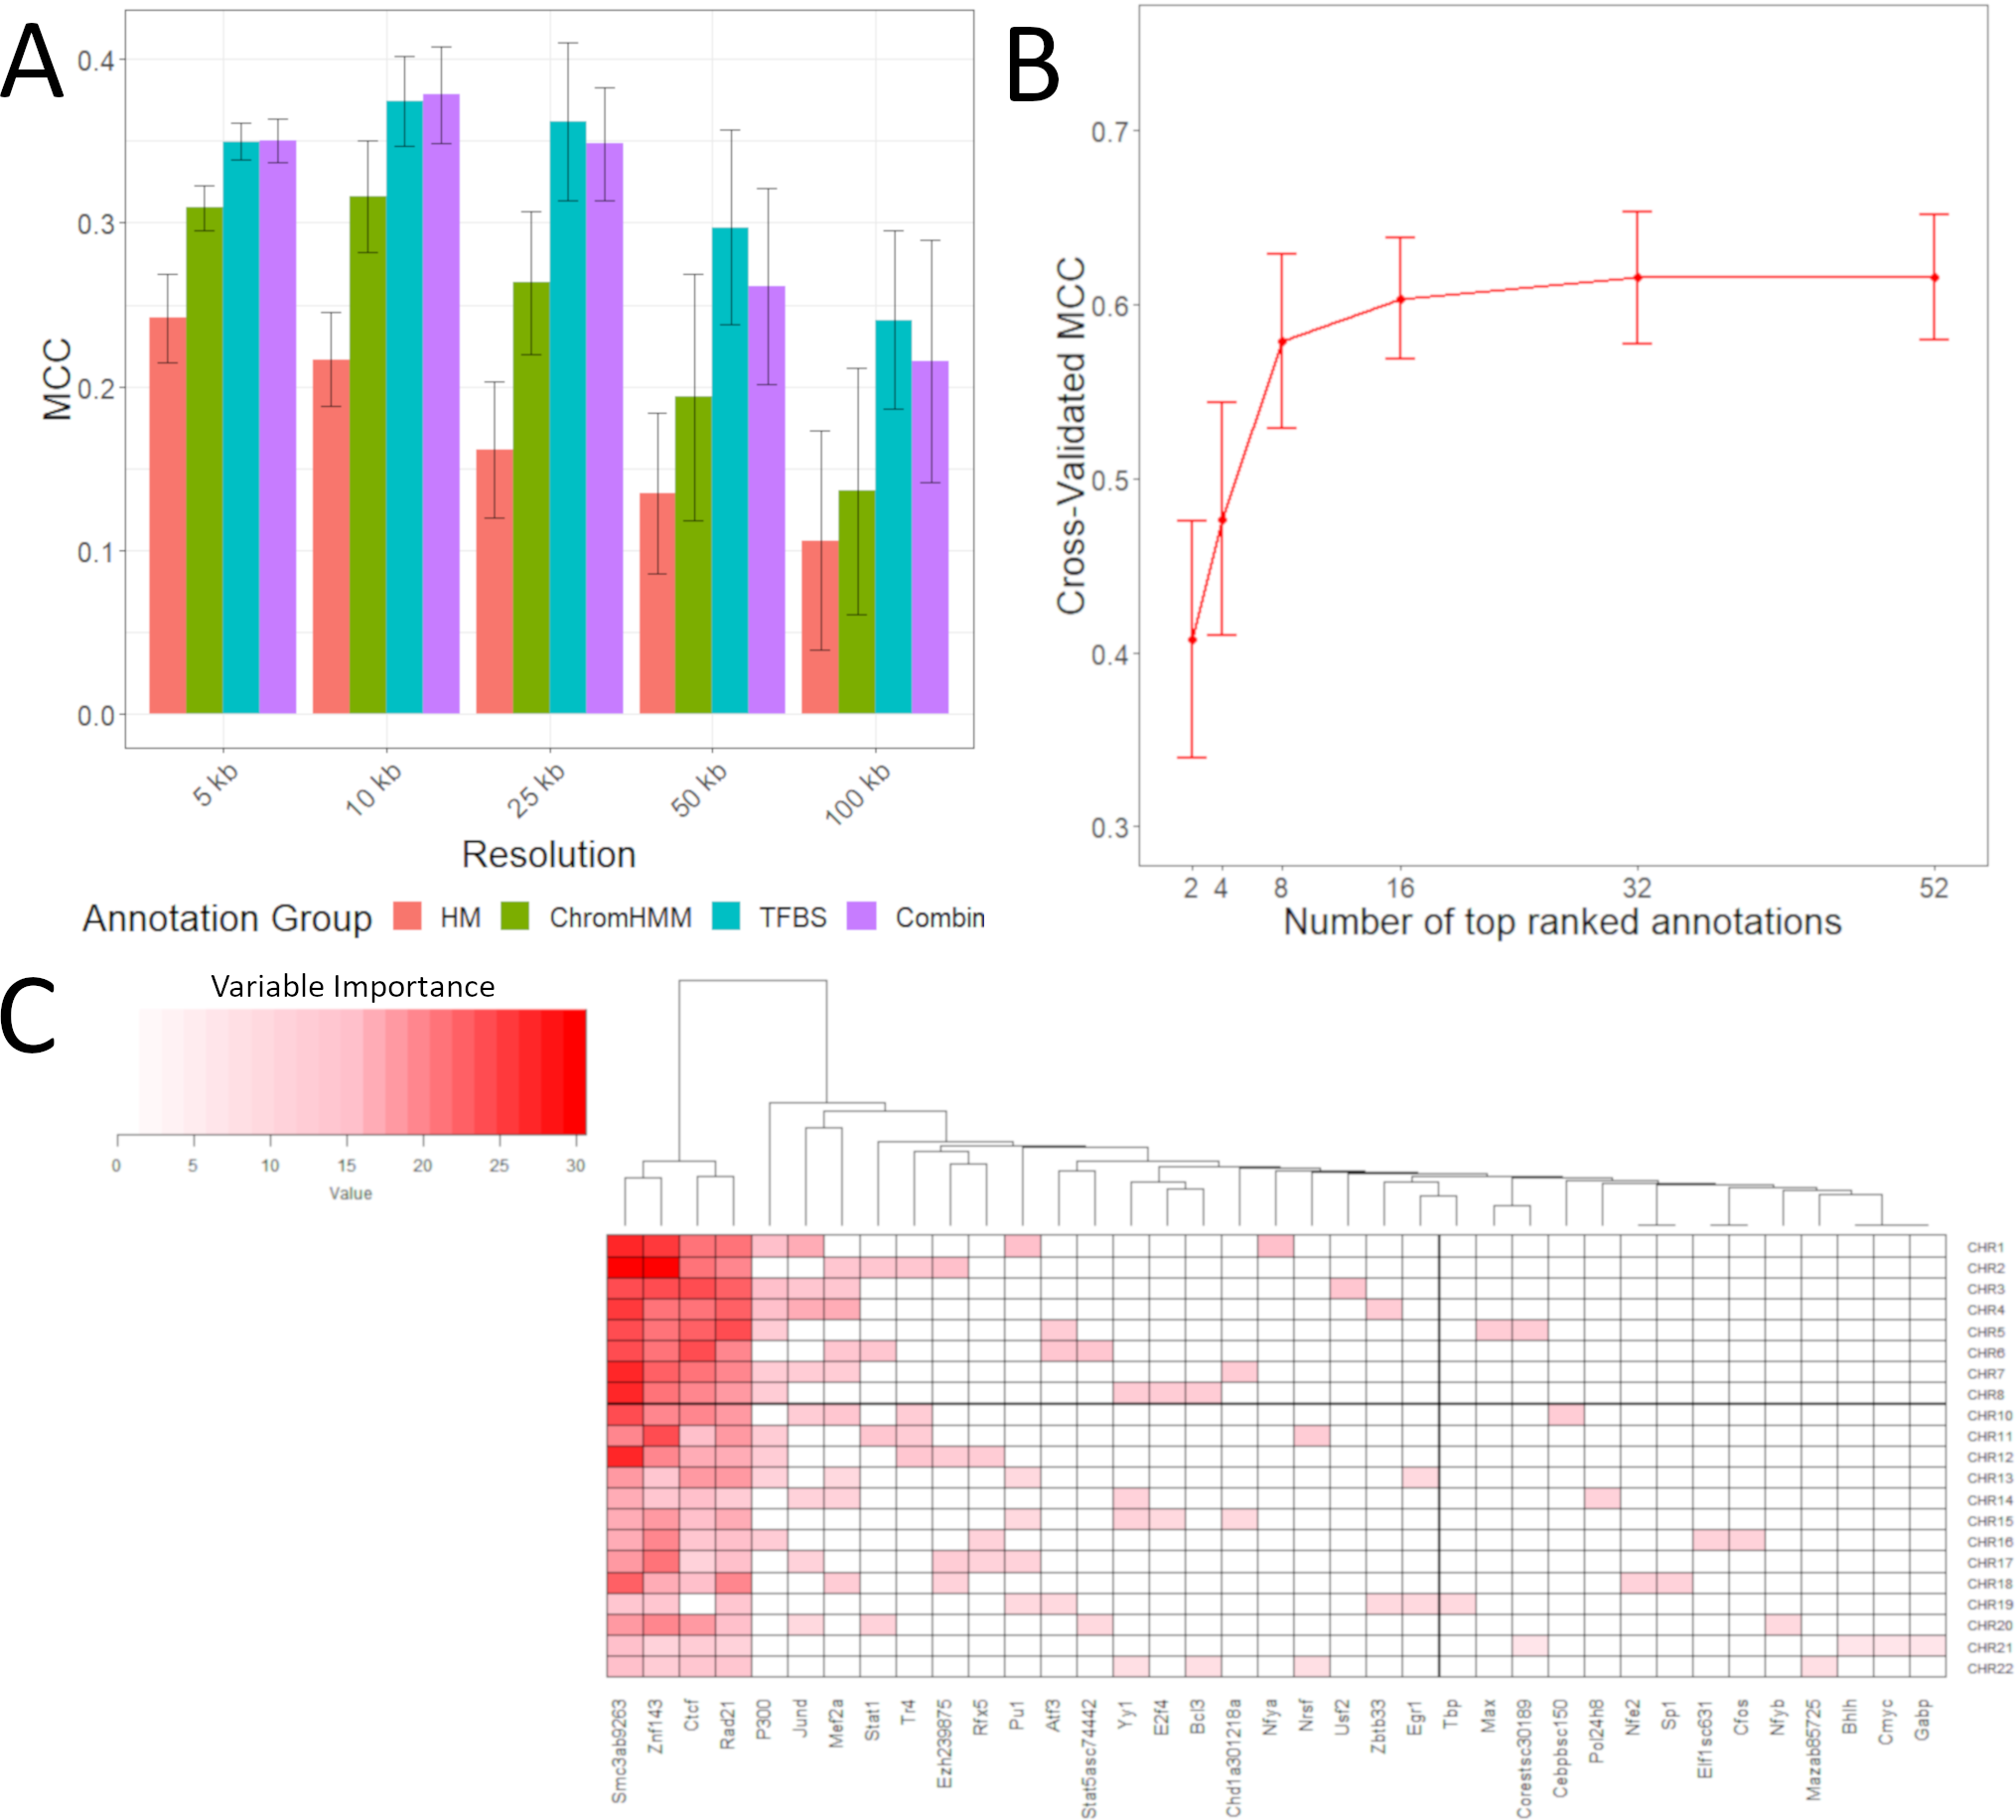 A
0.4
0.3
0.2
0.1
0.0
MCC
5 kb
10 kb
25 kb
50 kb
100 kb
Resolution
Annotation Group HM ChromHMM TFBS Combin
B
0.7
0.6
0.5
0.4
0.3
Cross-Validated MCC
2 4 8 16 32 52
Number of top ranked annotations
C
Variable Importance
0 5 10 15 20 25 30
Value
CHR1
CHR2
CHR3
CHR4
CHR5
CHR6
CHR7
CHR8
CHR10
CHR11
CHR12
CHR13
CHR14
CHR15
CHR16
CHR17
CHR18
CHR19
CHR20
CHR21
CHR22
Smc3ab9263
Znf143
Ctcf
Rad21
P300
Jund
Mef2a
Stat1
Tr4
Ezh239875
Rfx5
Pu1
Atf3
Stat5asc74442
Yy1
E2f4
Bcl3
Chd1a301218a
Nfya
Nrsf
Usf2
Zbtb33
Egr1
Tbp
Max
Corestsc30189
Cebpbsc150
Pol24h8
Nfe2
Sp1
Elf1sc631
Cfos
Nfyb
Mazab85725
Bhlh
Cmyc
Gabp